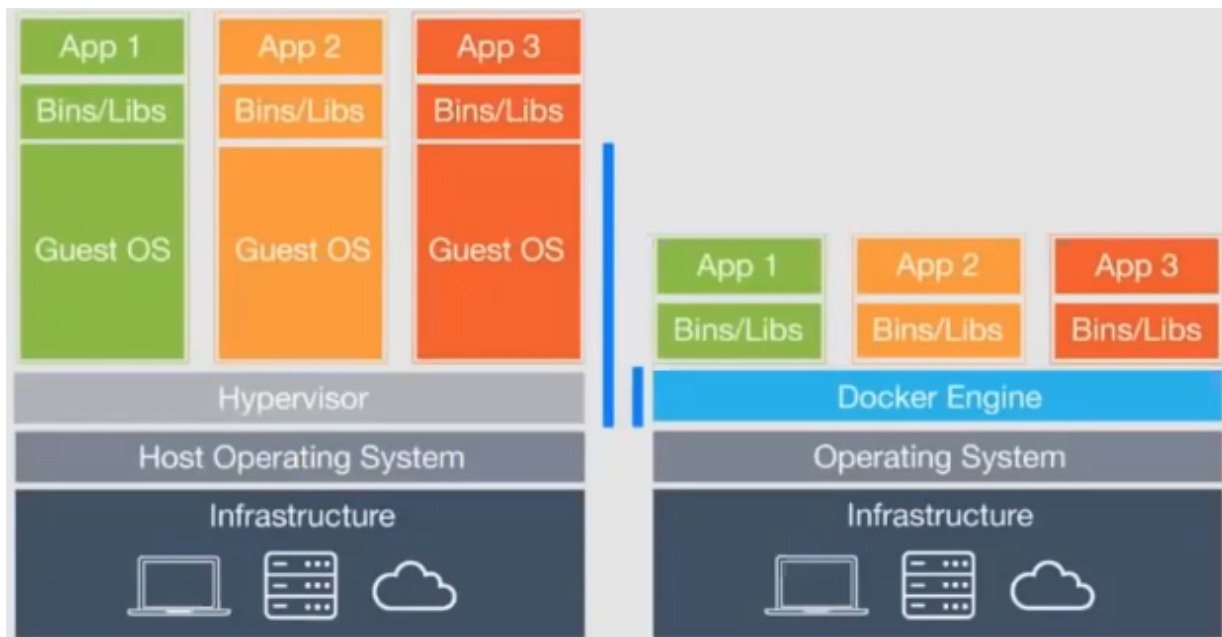 App 1
App 2
App 3
Bins/Libs
Bins/Libs
Bins/Libs
Guest OS
Guest OS
Guest OS
Hypervisor
Host Operating System
Infrastructure
App 1
App 2
App 3
Bins/Libs
Bins/Libs
Bins/Libs
Docker Engine
Operating System
Infrastructure